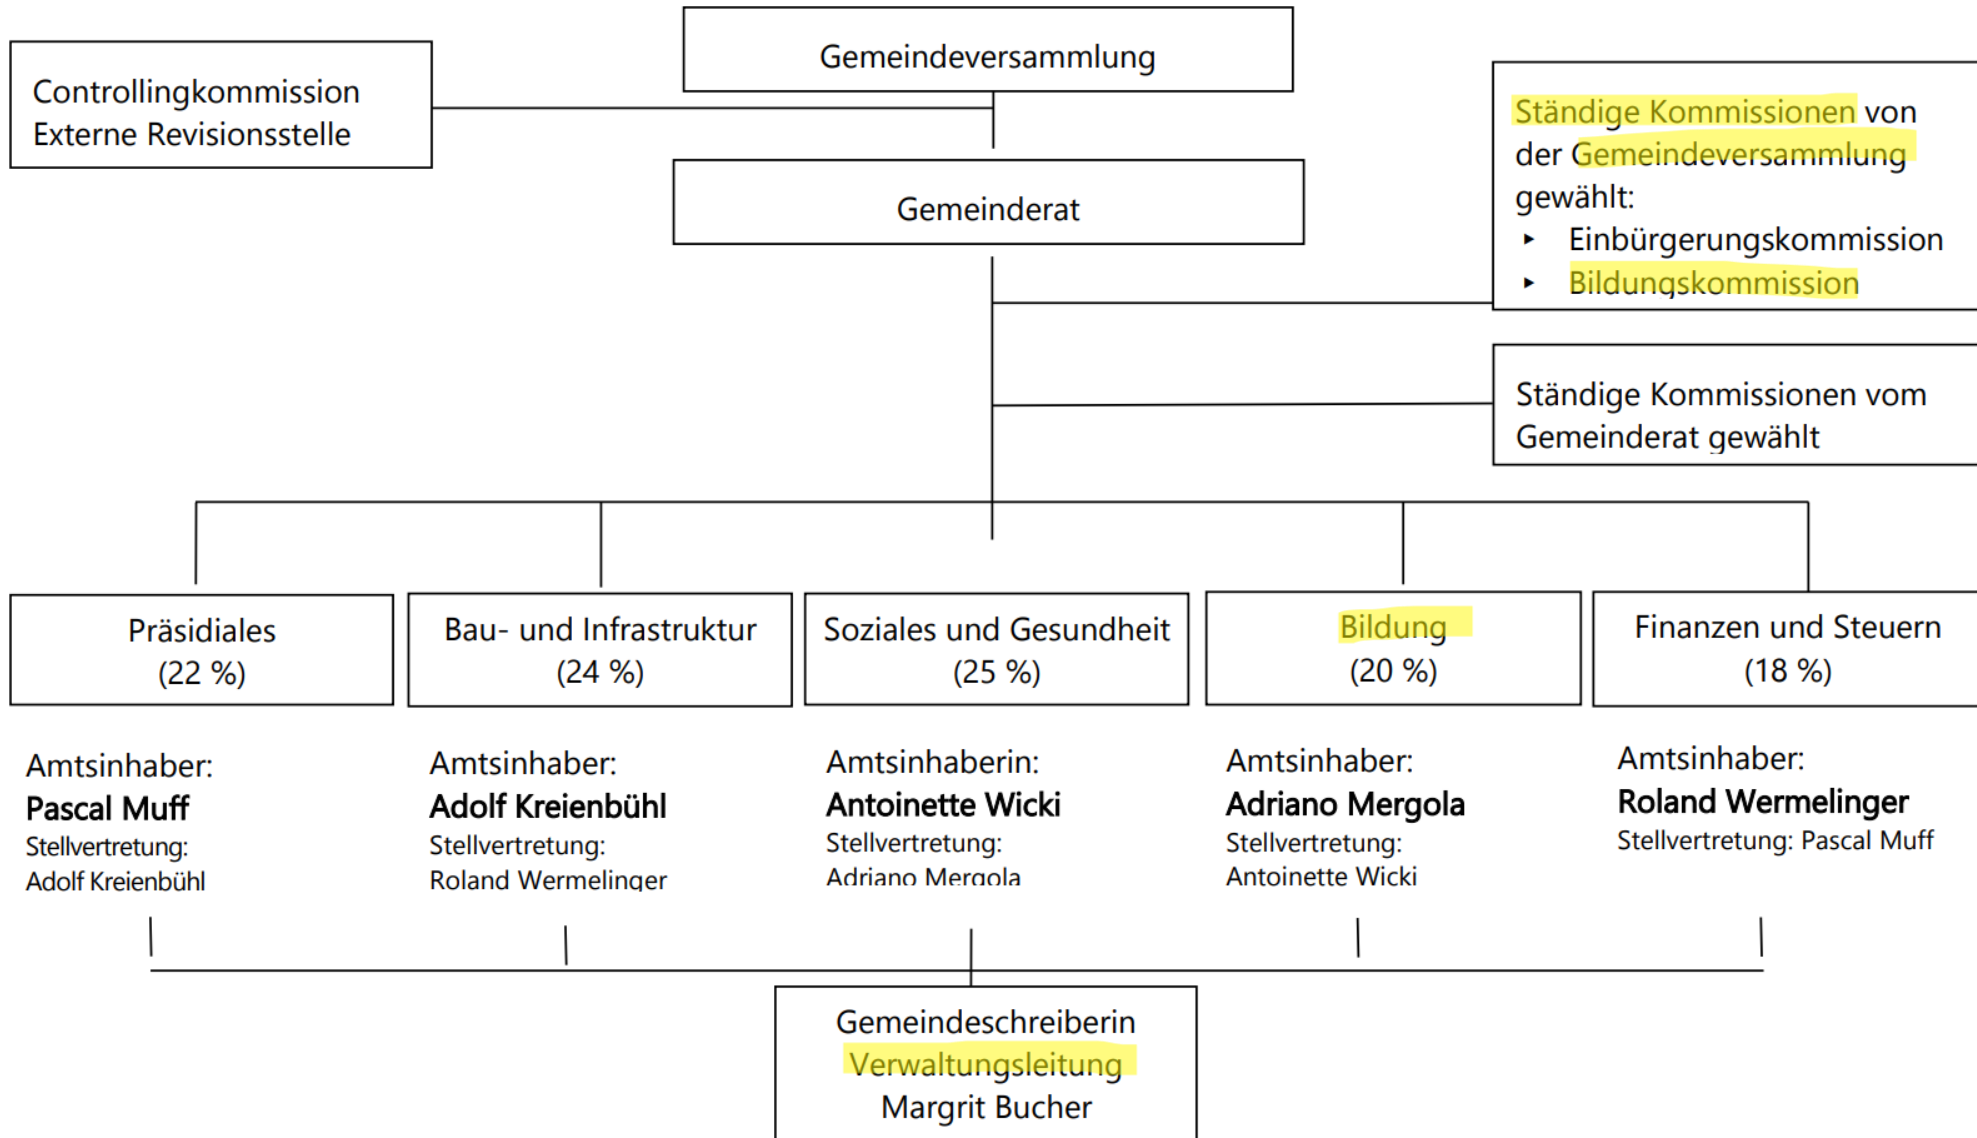 Gemeindeversammlung
Controllingkommission
Externe Revisionsstelle
Ständige Kommissionen von
der Gemeindeversammlung
gewählt:
▸ Einbürgerungskommission
▸ Bildungskommission
Gemeinderat
Ständige Kommissionen vom
Gemeinderat gewählt
Präsidiales
(22 %)
Bau- und Infrastruktur
(24 %)
Soziales und Gesundheit
(25 %)
Bildung
(20 %)
Finanzen und Steuern
(18 %)
Amtsinhaber:
Pascal Muff
Stellvertretung:
Adolf Kreienbühl
Amtsinhaber:
Adolf Kreienbühl
Stellvertretung:
Roland Wermelinger
Amtsinhaberin:
Antoinette Wicki
Stellvertretung:
Adriano Mergola
Amtsinhaber:
Adriano Mergola
Stellvertretung:
Antoinette Wicki
Amtsinhaber:
Roland Wermelinger
Stellvertretung: Pascal Muff
Gemeindeschreiberin
Verwaltungsleitung
Margrit Bucher